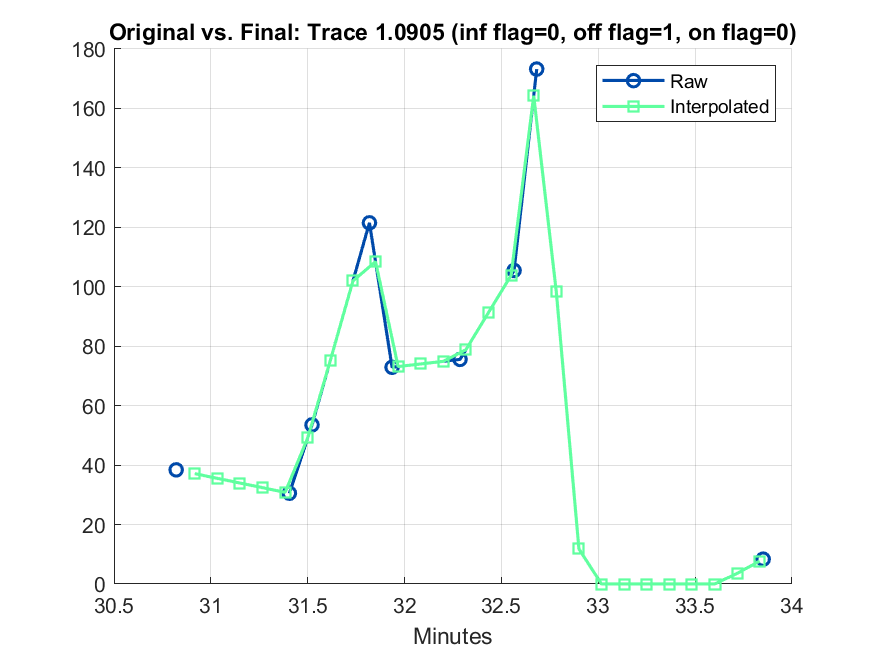 Original vs. Final: Trace 1.0905 (inf flag=0, off flag=1, on flag=0)
180
160
140
120
100
80
60
40
20
0
Raw
Interpolated
30.5 31 31.5 32 32.5 33 33.5 34
Minutes